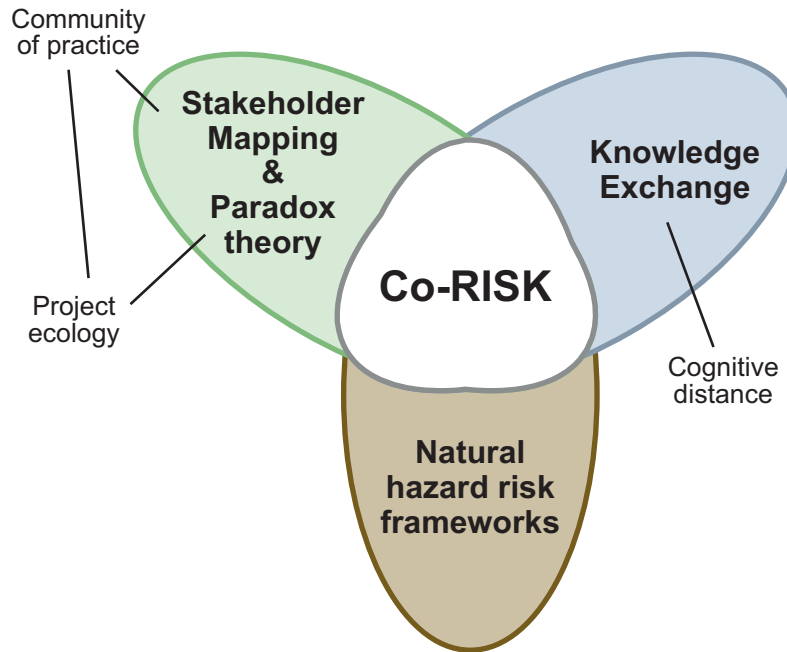 Community
of practice
Stakeholder
Mapping
&
Paradox
theory
Knowledge
Exchange
Co-RISK
Project
ecology
Cognitive
distance
Natural
hazard risk
frameworks